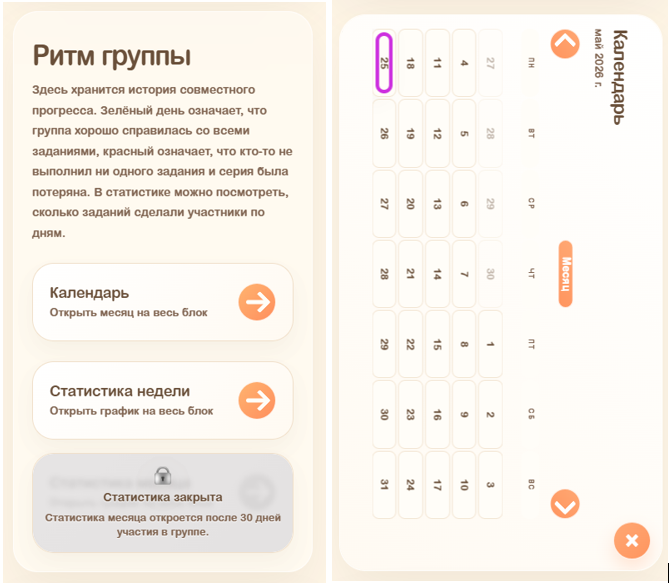 Ритм группы
Здесь хранится история совместного
прогресса. Зелёный день означает, что
группа хорошо справилась со всеми
заданиями, красный означает, что кто-то не
выполнил ни одного задания и серия была
потеряна. В статистике можно посмотреть,
сколько заданий сделали участники по
дням.
Календарь
Открыть месяц на весь блок
Статистика недели
Открыть график на весь блок
Статистика закрыта
Статистика месяца откроется после 30 дней
участия в группе.
Календарь
май 2026 г.
Месяц
ПН ВТ СР ЧТ ПТ СБ ВС
27 28 29 30 1 2 3
4 5 6 7 8 9 10
11 12 13 14 15 16 17
18 19 20 21 22 23 24
25 26 27 28 29 30 31